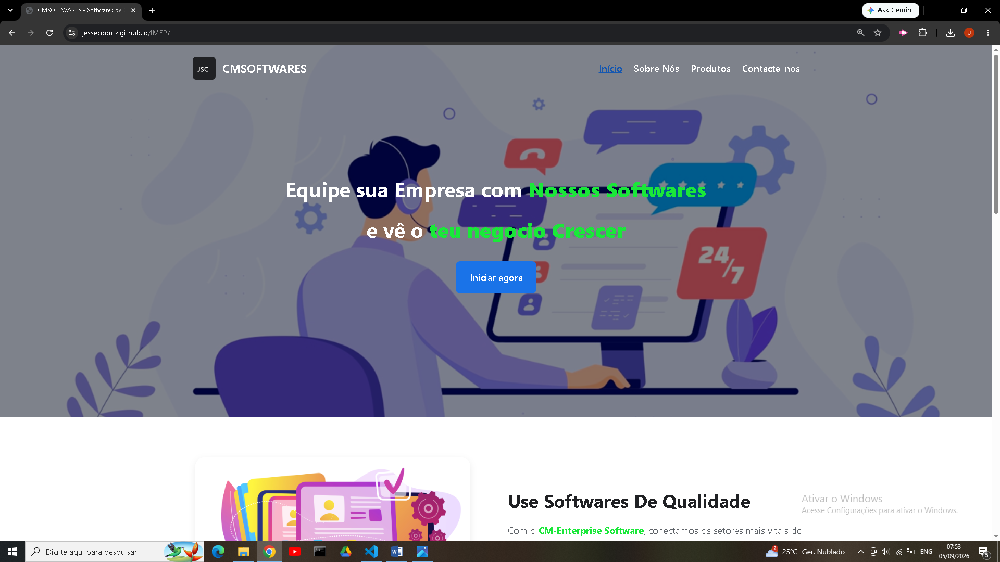 CMSOFTWARES - Softwares de
Ask Gemini
jessecodmz.github.io/IMEP/
J
JSC
CMSOFTWARES
Início
Sobre Nós
Produtos
Contacte-nos
Equipe sua Empresa com Nossos Softwares
e vê o teu negocio Crescer
24/7
Iniciar agora
Use Softwares De Qualidade
Com o CM-Enterprise Software, conectamos os setores mais vitais do
Ativar o Windows
Acesse Configurações para ativar o Windows.
Digite aqui para pesquisar
2
25°C Ger. Nublado
ENG
07:53
05/09/2026
5